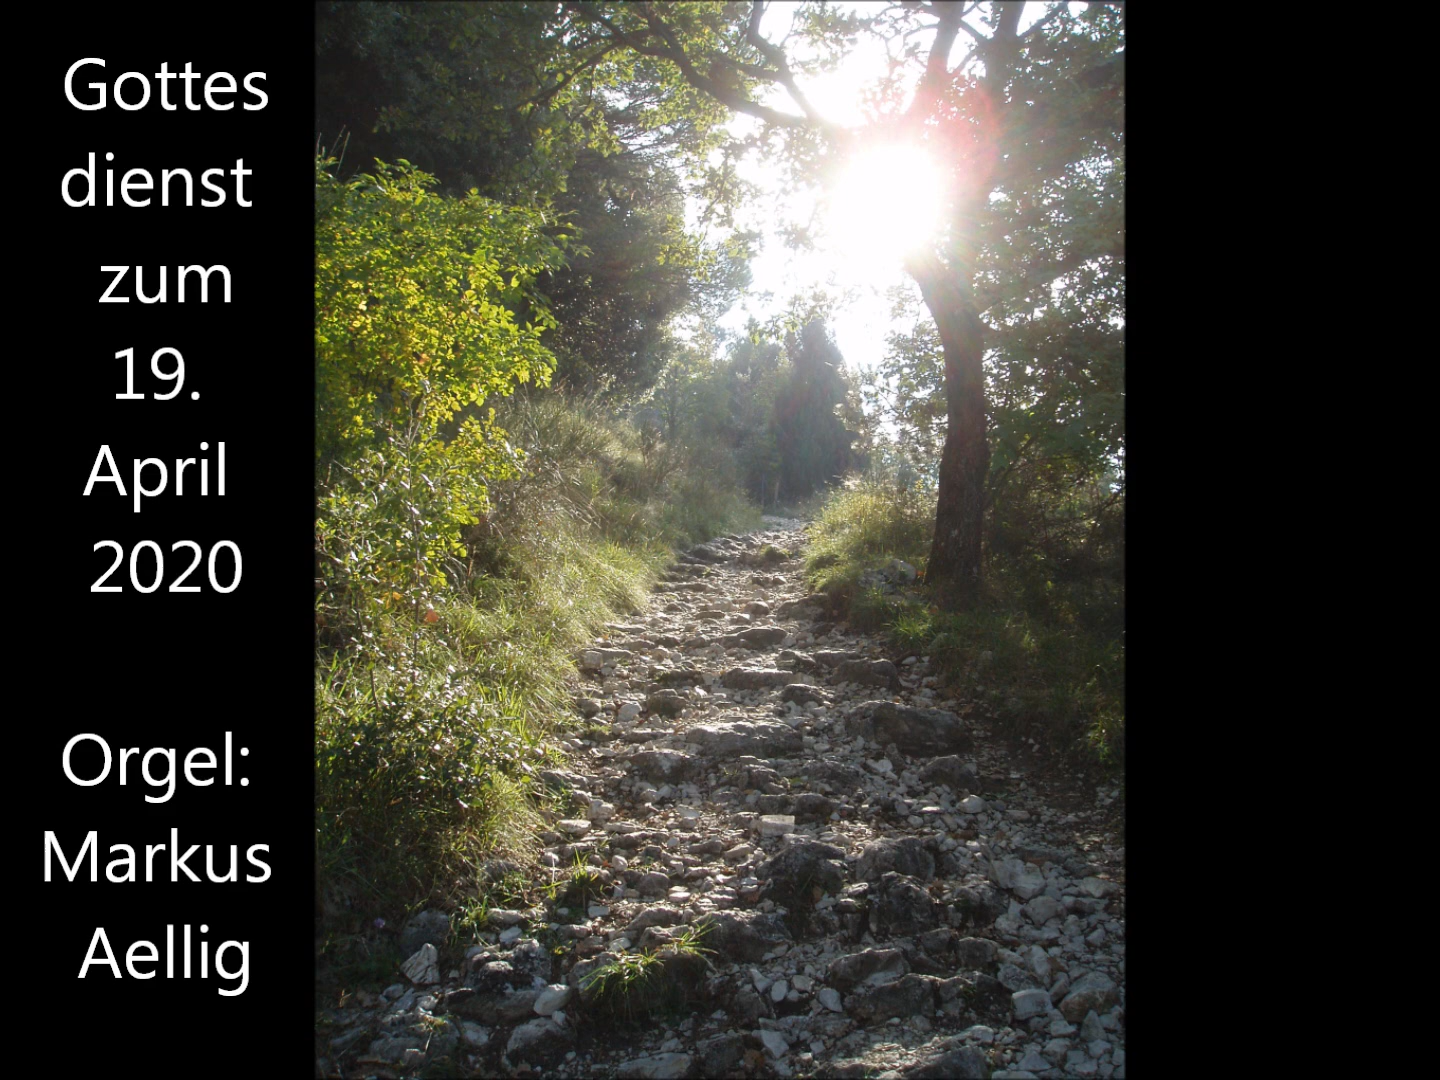 Gottes
dienst
zum
19.
April
2020
Orgel:
Markus
Aellig